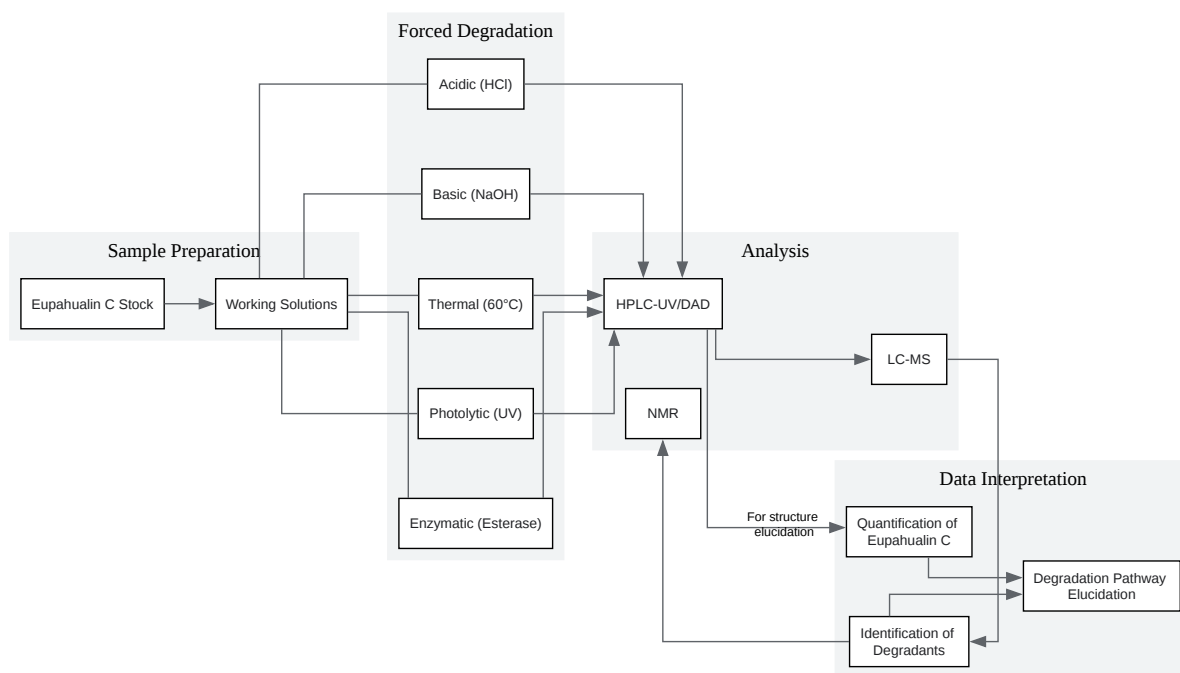 Forced Degradation
Acidic (HCl)
Basic (NaOH)
Sample Preparation
Analysis
Eupahualin C Stock
Working Solutions
Thermal (60°C)
HPLC-UV/DAD
LC-MS
Photolytic (UV)
NMR
Data Interpretation
Enzymatic (Esterase)
For structure
elucidation
Quantification of
Eupahualin C
Degradation Pathway
Elucidation
Identification of
Degradants